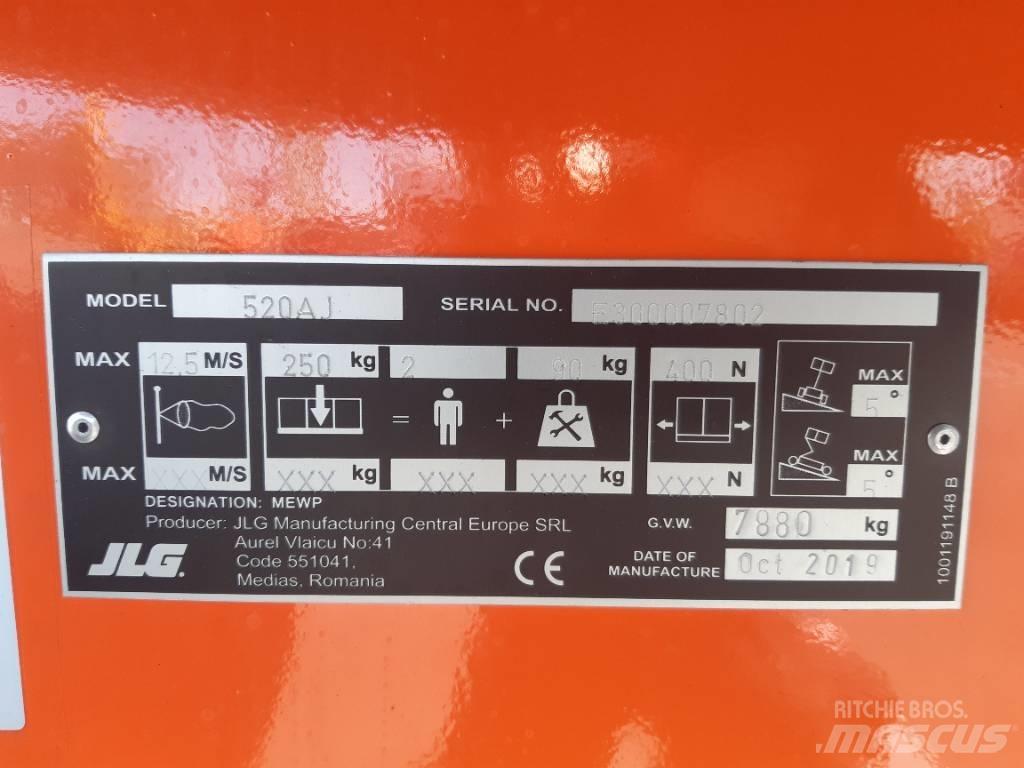 MODEL 520AJ SERIAL NO. E300007802
MAX 12.5 M/S 250 kg 2 90 kg 400 N
MAX 5°
= +
MAX XXX M/S XXX kg XXX XXX kg XXX N
MAX 5°
DESIGNATION: MEWP
Producer: JLG Manufacturing Central Europe SRL
Aurel Vlaicu No:41
Code 551041,
Medias, Romania
JLG.
CE
G.V.W. 7880 kg
DATE OF
MANUFACTURE Oct 2019
1001191148 B
RITCHIE BROS.
MASCUS